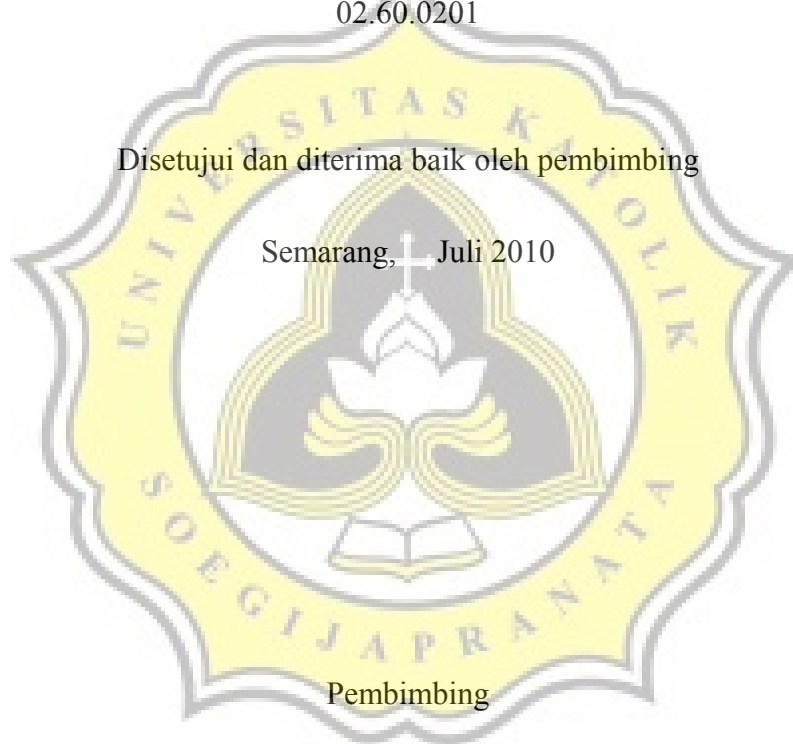 02.60.0201
UNIVERSITAS KATOLIK
Disetujui dan diterima baik oleh pembimbing
Semarang, Juli 2010
SOEGIJAPRANATA
Pembimbing